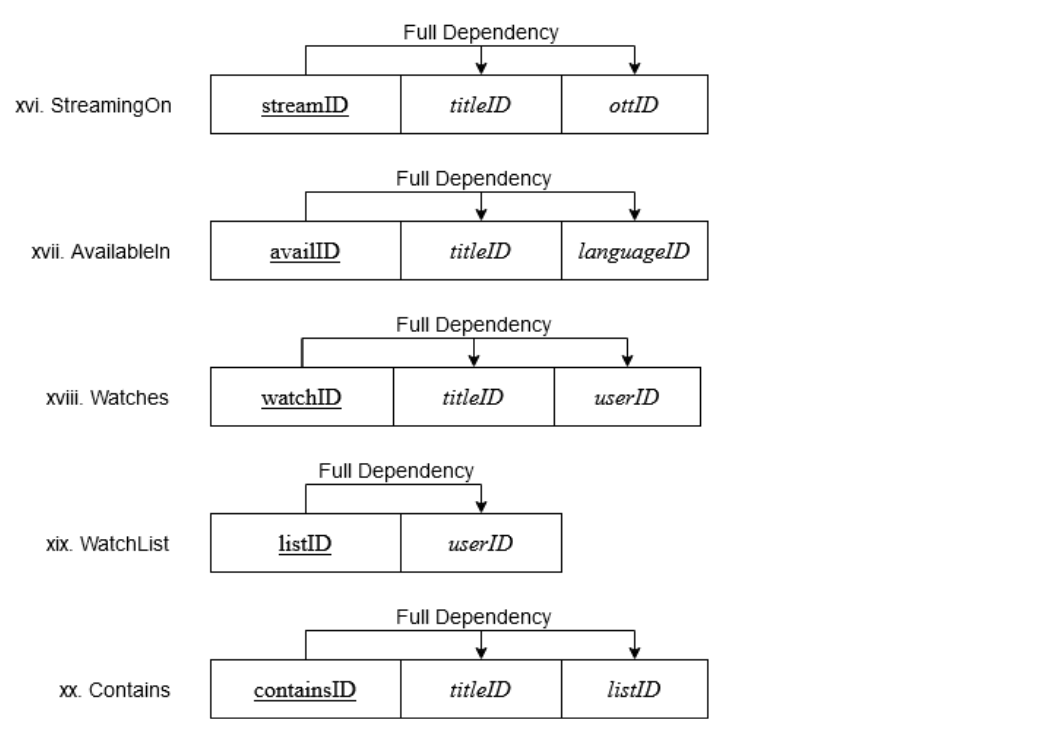 Full Dependency
xvi. StreamingOn streamID titleID ottID
Full Dependency
xvii. AvailableIn availID titleID languageID
Full Dependency
xviii. Watches watchID titleID userID
Full Dependency
xix. WatchList listID userID
Full Dependency
xx. Contains containsID titleID listID